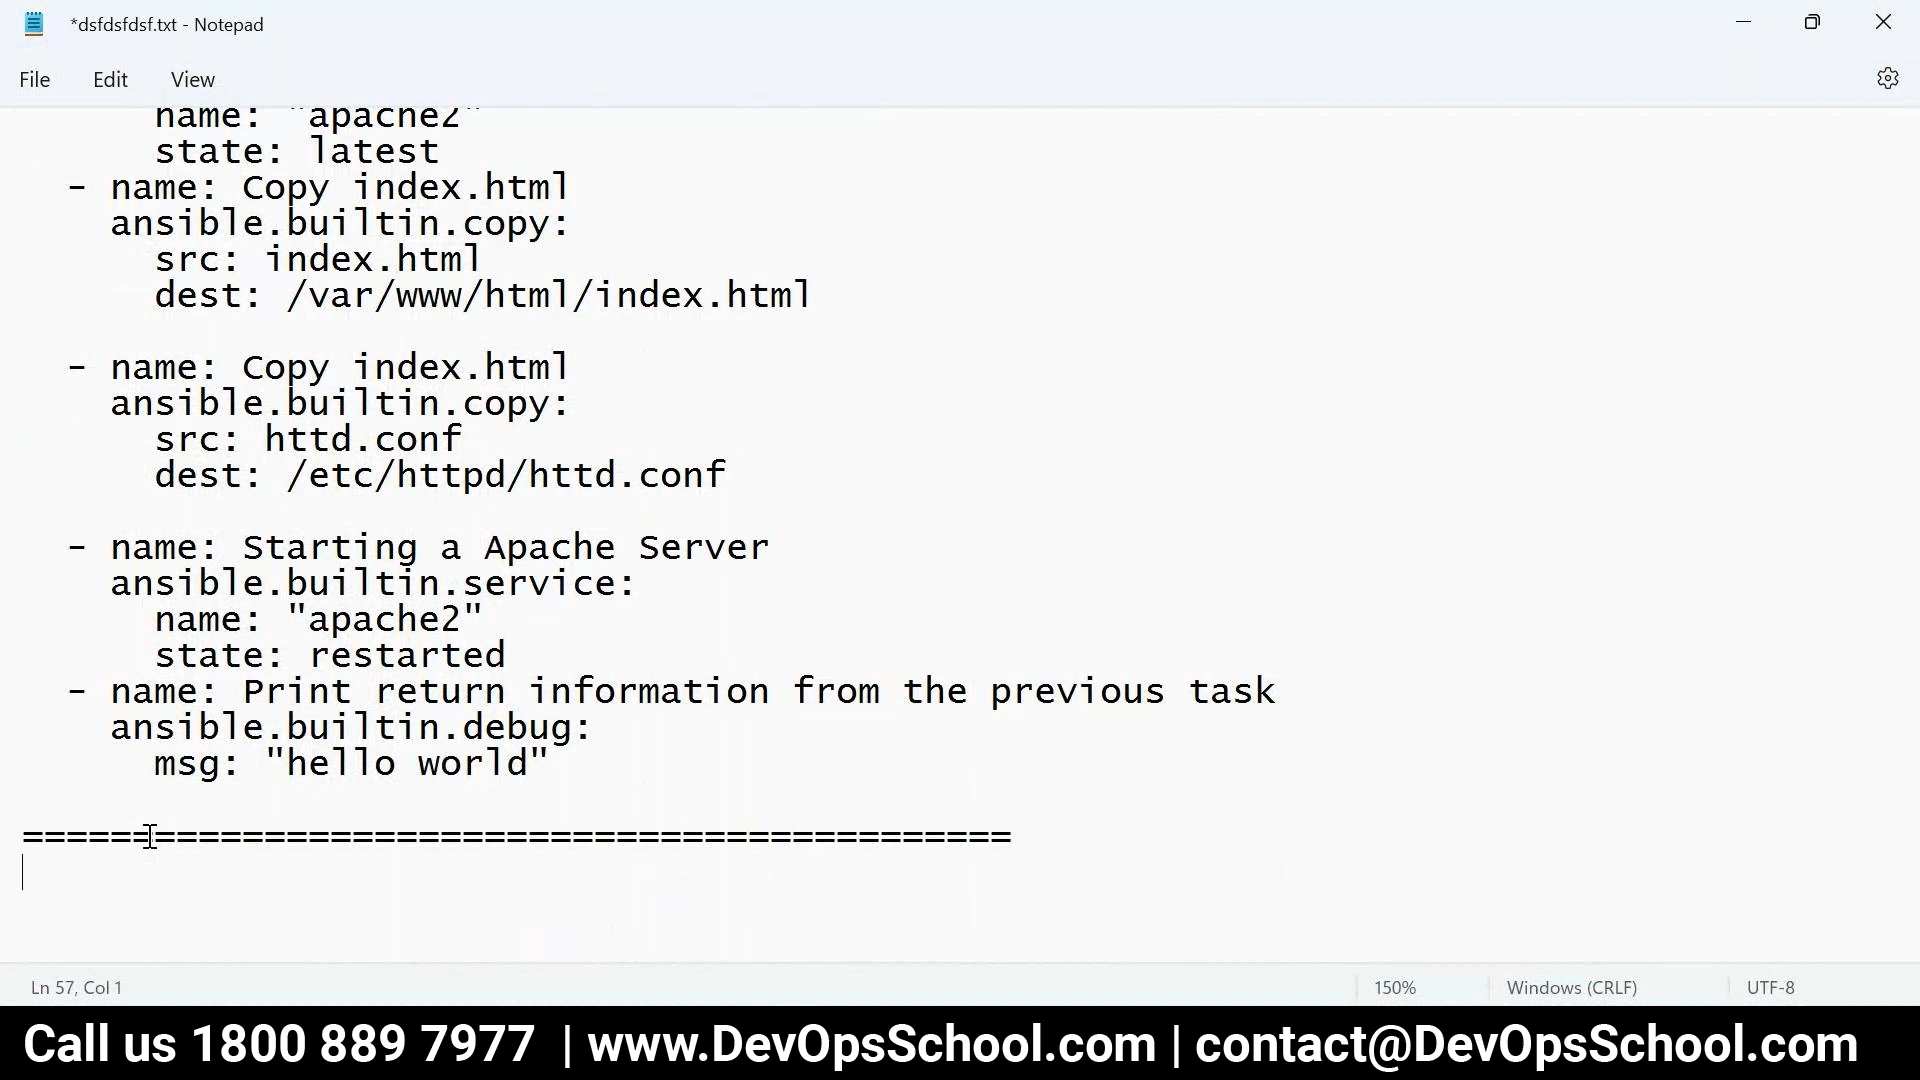 *dsfdsfdsf.txt - Notepad
File Edit View
name: "apache2"
state: latest
- name: Copy index.html
ansible.builtin.copy:
src: index.html
dest: /var/www/html/index.html
- name: Copy index.html
ansible.builtin.copy:
src: httd.conf
dest: /etc/httpd/httd.conf
- name: Starting a Apache Server
ansible.builtin.service:
name: "apache2"
state: restarted
- name: Print return information from the previous task
ansible.builtin.debug:
msg: "hello world"
=============================================
Ln 57, Col 1 150% Windows (CRLF) UTF-8
Call us 1800 889 7977 | www.DevOpsSchool.com | contact@DevOpsSchool.com